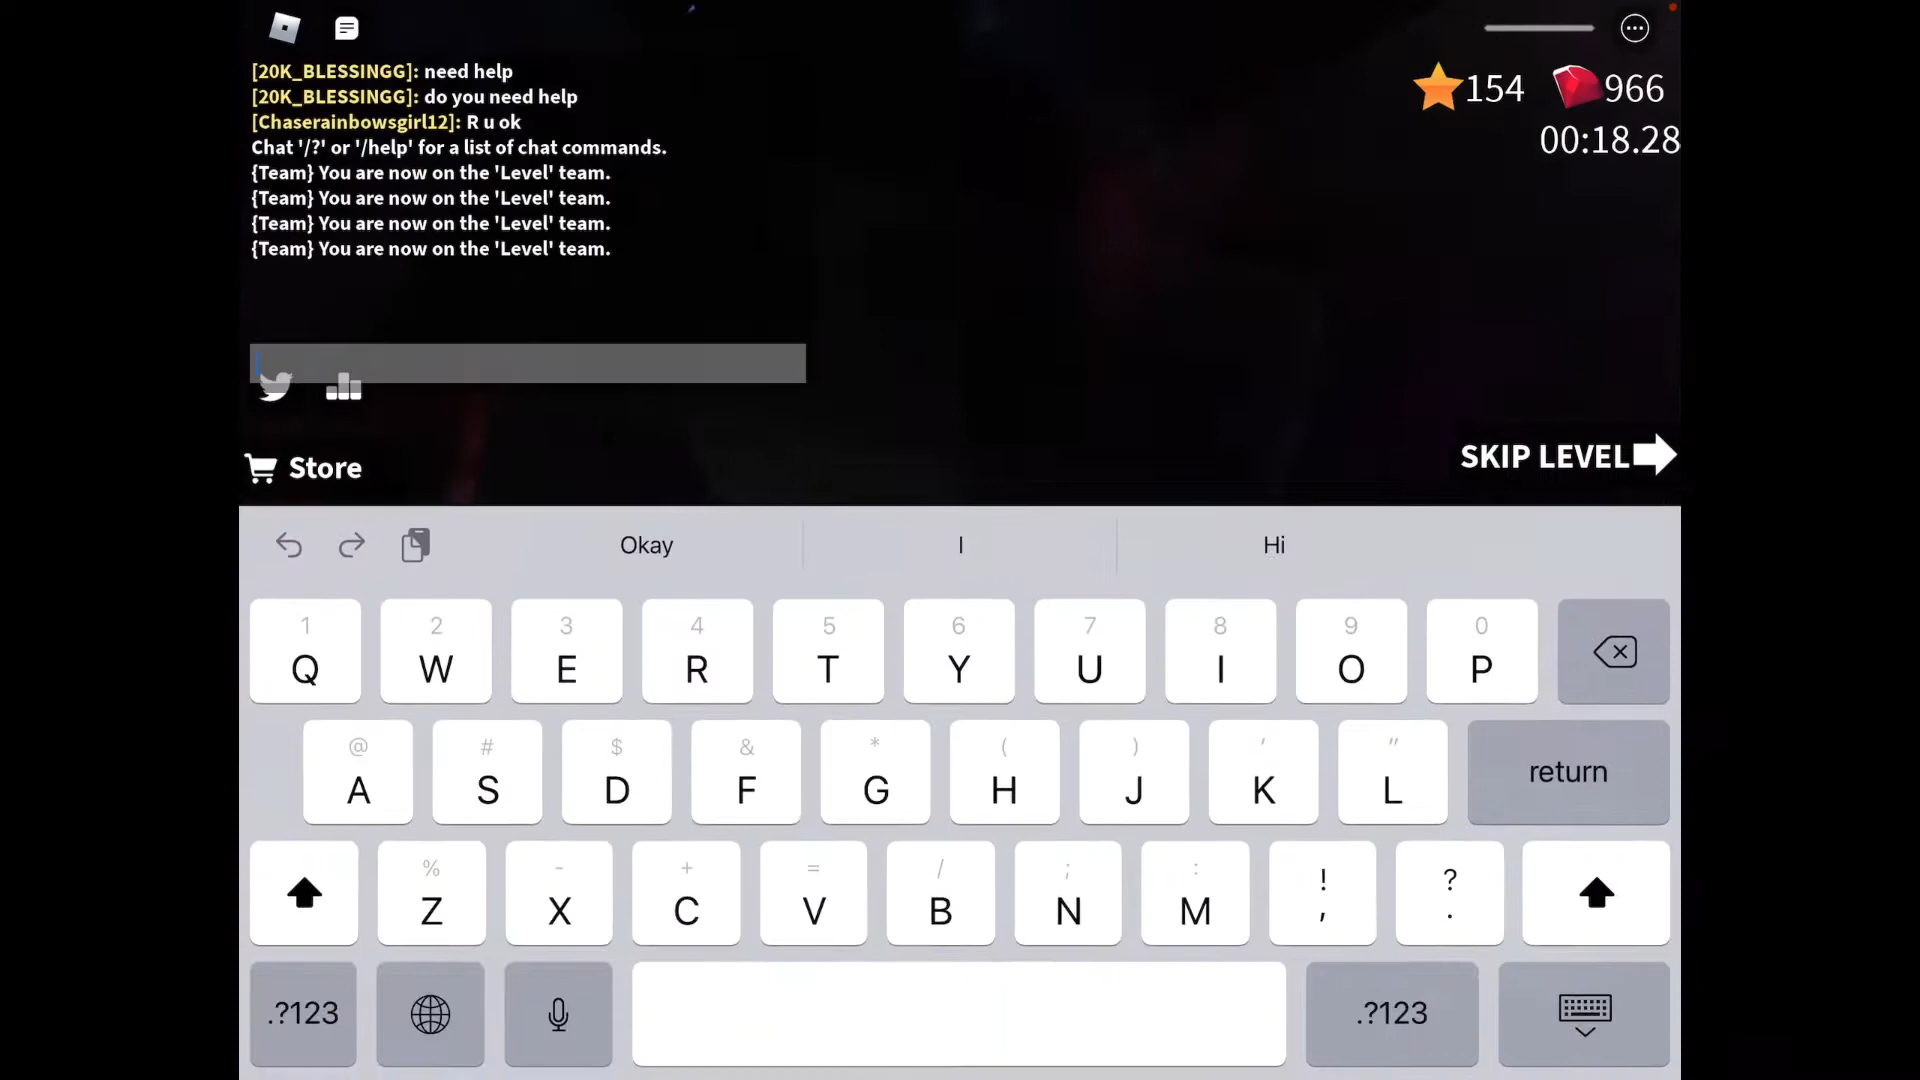 [20K_BLESSINGG]: need help
[20K_BLESSINGG]: do you need help
[Chaserainbowsgirl12]: R u ok
Chat '/?' or '/help' for a list of chat commands.
{Team} You are now on the 'Level' team.
{Team} You are now on the 'Level' team.
{Team} You are now on the 'Level' team.
{Team} You are now on the 'Level' team.
154 966
00:18.28
Store
SKIP LEVEL
Okay I Hi
1 2 3 4 5 6 7 8 9 0
Q W E R T Y U I O P
@ # $ & * ( ) ' "
A S D F G H J K L return
% - + = / ; : ! ?
Z X C V B N M , .
.?123 .?123